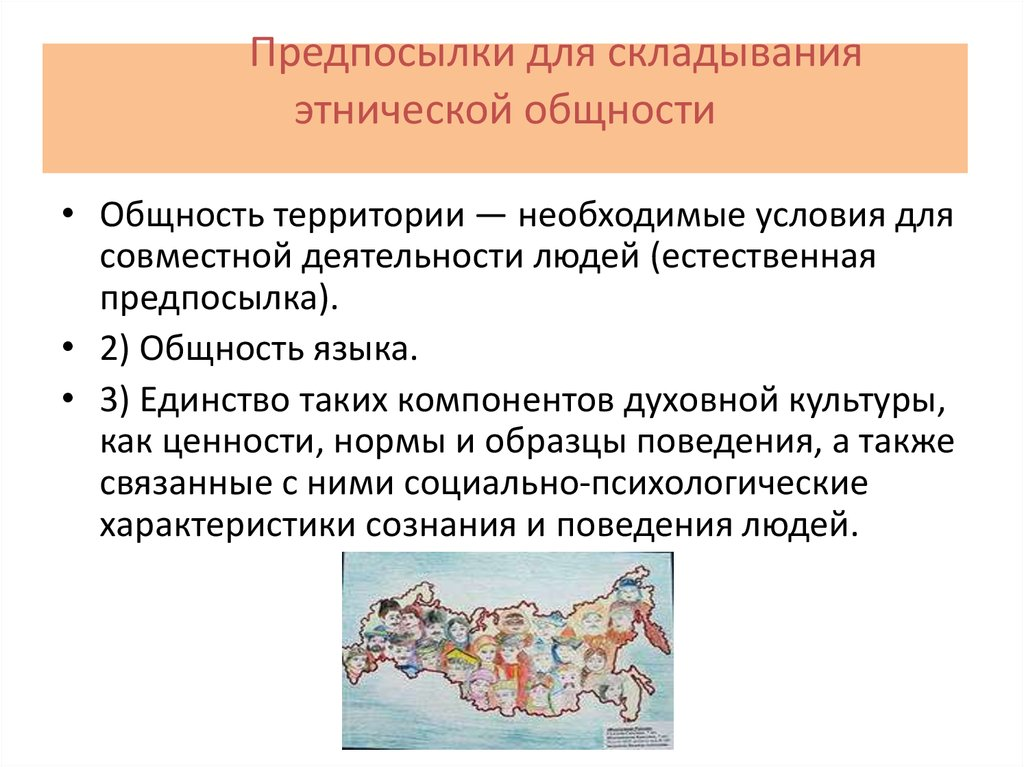 Предпосылки для складывания
этнической общности
• Общность территории — необходимые условия для
совместной деятельности людей (естественная
предпосылка).
• 2) Общность языка.
• 3) Единство таких компонентов духовной культуры,
как ценности, нормы и образцы поведения, а также
связанные с ними социально-психологические
характеристики сознания и поведения людей.